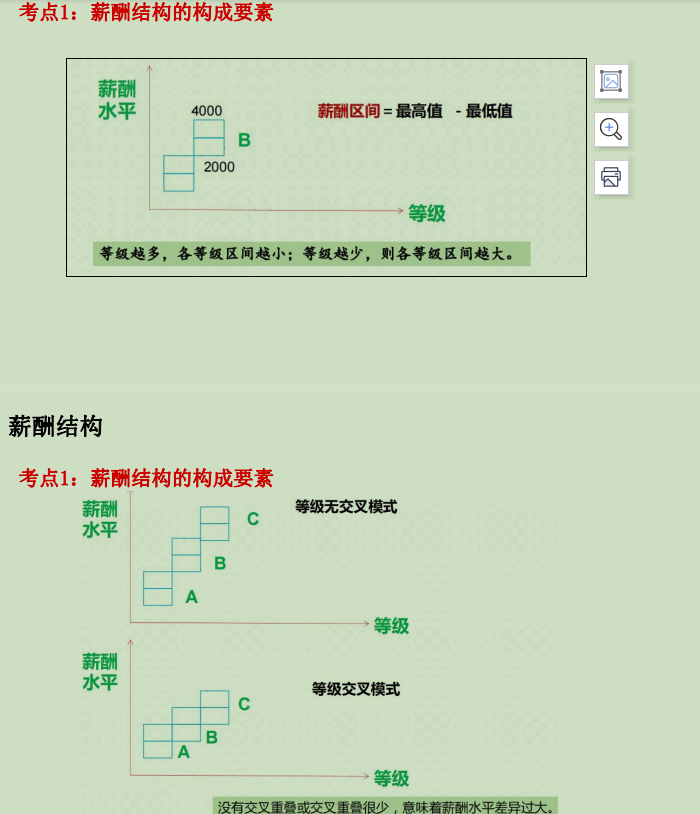 考点1：薪酬结构的构成要素
薪酬
水平
4000
薪酬区间 = 最高值 - 最低值
B
2000
等级
等级越多，各等级区间越小；等级越少，则各等级区间越大。
薪酬结构
考点1：薪酬结构的构成要素
薪酬
水平
等级无交叉模式
C
B
A
等级
薪酬
水平
等级交叉模式
C
B
A
等级
没有交叉重叠或交叉重叠很少，意味着薪酬水平差异过大。